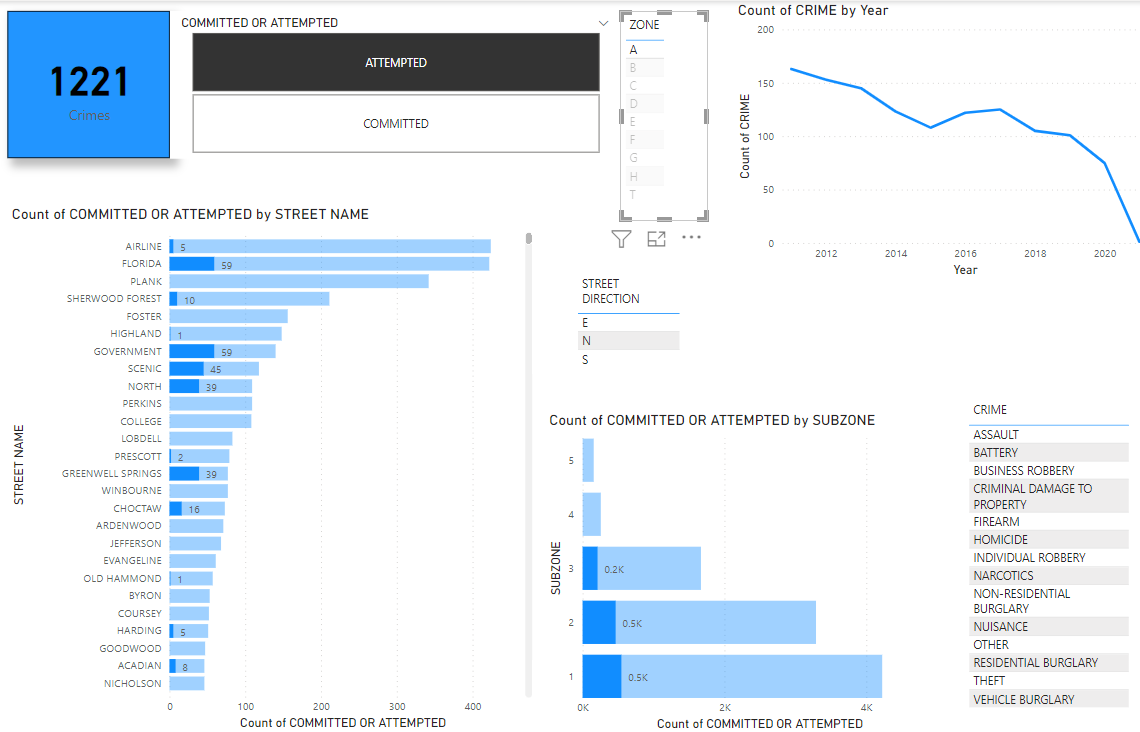 1221
Crimes
COMMITTED OR ATTEMPTED
ATTEMPTED
COMMITTED
ZONE
A
B
C
D
E
F
G
H
T
Count of CRIME by Year
200
150
100
50
0
Count of CRIME
2012 2014 2016 2018 2020
Year
Count of COMMITTED OR ATTEMPTED by STREET NAME
STREET NAME
AIRLINE 5
FLORIDA 59
PLANK
SHERWOOD FOREST 10
FOSTER
HIGHLAND 1
GOVERNMENT 59
SCENIC 45
NORTH 39
PERKINS
COLLEGE
LOBDELL
PRESCOTT 2
GREENWELL SPRINGS 39
WINBOURNE
CHOCTAW 16
ARDENWOOD
JEFFERSON
EVANGELINE
OLD HAMMOND 1
BYRON
COURSEY
HARDING 5
GOODWOOD
ACADIAN 8
NICHOLSON
0 100 200 300 400
Count of COMMITTED OR ATTEMPTED
STREET
DIRECTION
E
N
S
Count of COMMITTED OR ATTEMPTED by SUBZONE
SUBZONE
5
4
3 0.2K
2 0.5K
1 0.5K
0K 2K 4K
Count of COMMITTED OR ATTEMPTED
CRIME
ASSAULT
BATTERY
BUSINESS ROBBERY
CRIMINAL DAMAGE TO
PROPERTY
FIREARM
HOMICIDE
INDIVIDUAL ROBBERY
NARCOTICS
NON-RESIDENTIAL
BURGLARY
NUISANCE
OTHER
RESIDENTIAL BURGLARY
THEFT
VEHICLE BURGLARY